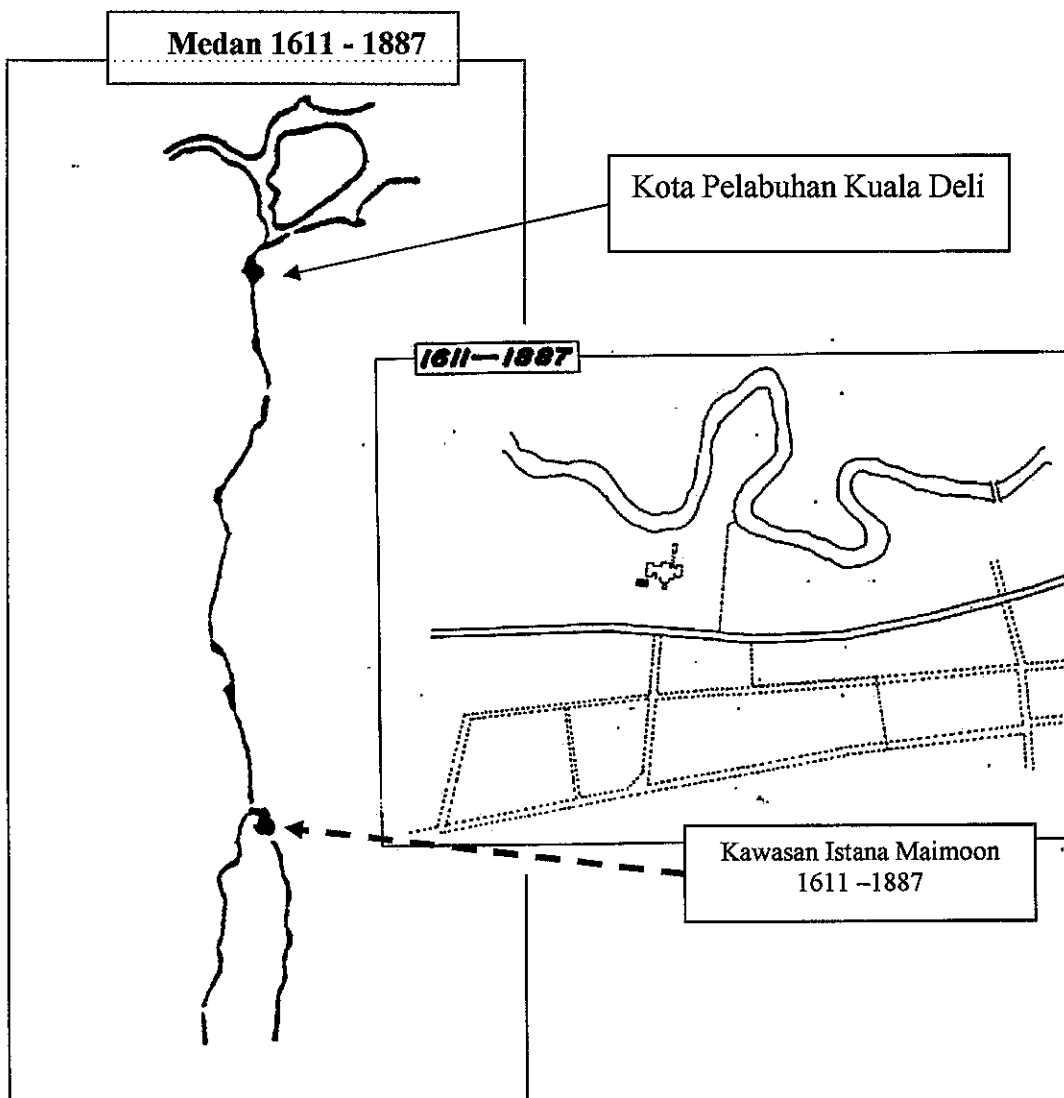 Medan 1611 - 1887
Kota Pelabuhan Kuala Deli
1611—1887
Kawasan Istana Maimoon
1611 –1887